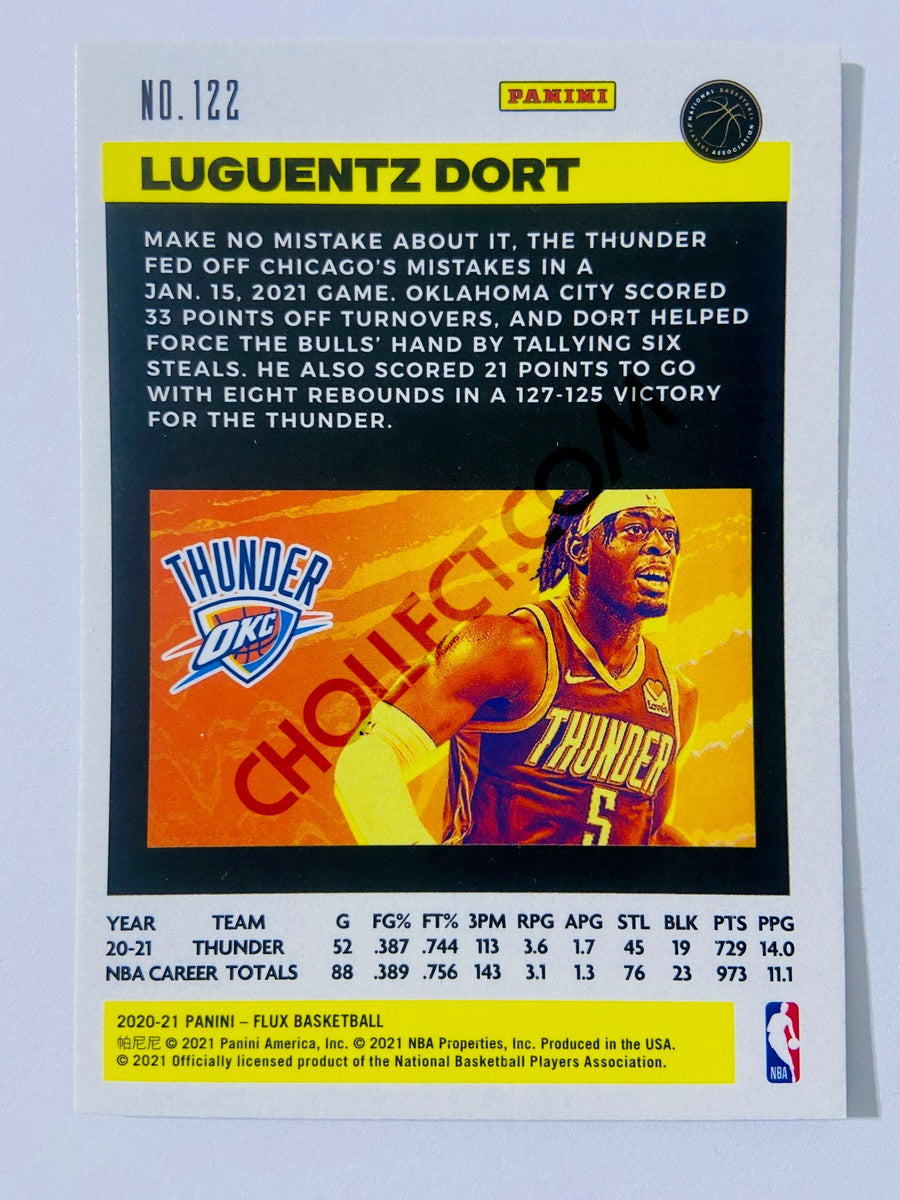 NO. 122
PANINI
NATIONAL BASKETBALL PLAYERS ASSOCIATION
LUGUENTZ DORT
MAKE NO MISTAKE ABOUT IT, THE THUNDER
FED OFF CHICAGO'S MISTAKES IN A
JAN. 15, 2021 GAME. OKLAHOMA CITY SCORED
33 POINTS OFF TURNOVERS, AND DORT HELPED
FORCE THE BULLS' HAND BY TALLYING SIX
STEALS. HE ALSO SCORED 21 POINTS TO GO
WITH EIGHT REBOUNDS IN A 127-125 VICTORY
FOR THE THUNDER.
THUNDER
OKC
Love's
THUNDER
5
CHOLLECT.COM
YEAR TEAM G FG% FT% 3PM RPG APG STL BLK PTS PPG
20-21 THUNDER 52 .387 .744 113 3.6 1.7 45 19 729 14.0
NBA CAREER TOTALS 88 .389 .756 143 3.1 1.3 76 23 973 11.1
2020-21 PANINI – FLUX BASKETBALL
帕尼尼 © 2021 Panini America, Inc. © 2021 NBA Properties, Inc. Produced in the USA.
© 2021 Officially licensed product of the National Basketball Players Association.
NBA